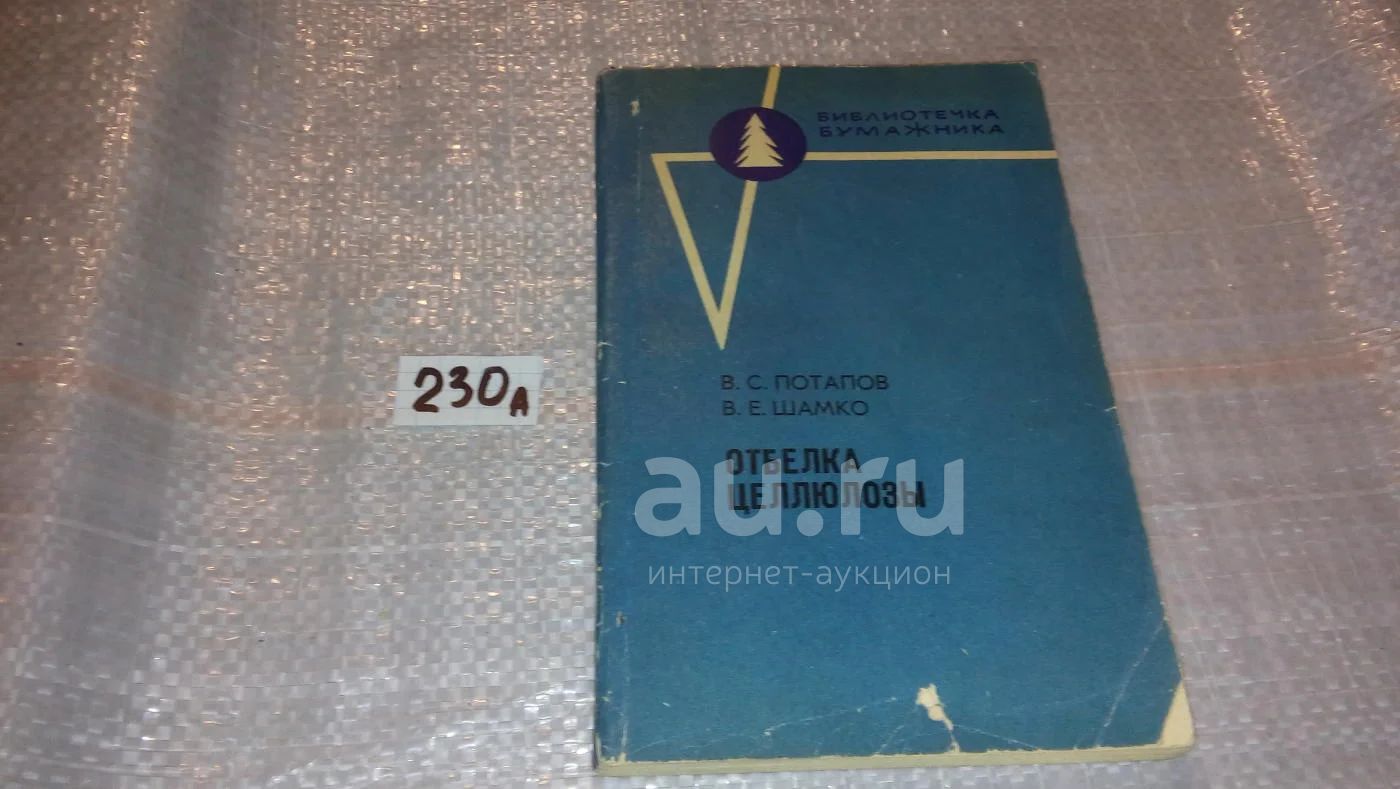 БИБЛИОТЕЧКА
БУМАЖНИКА
230А
В. С. ПОТАПОВ
В. Е. ШАМКО
ОТБЕЛКА
ЦЕЛЛЮЛОЗЫ
au.ru
интернет-аукцион